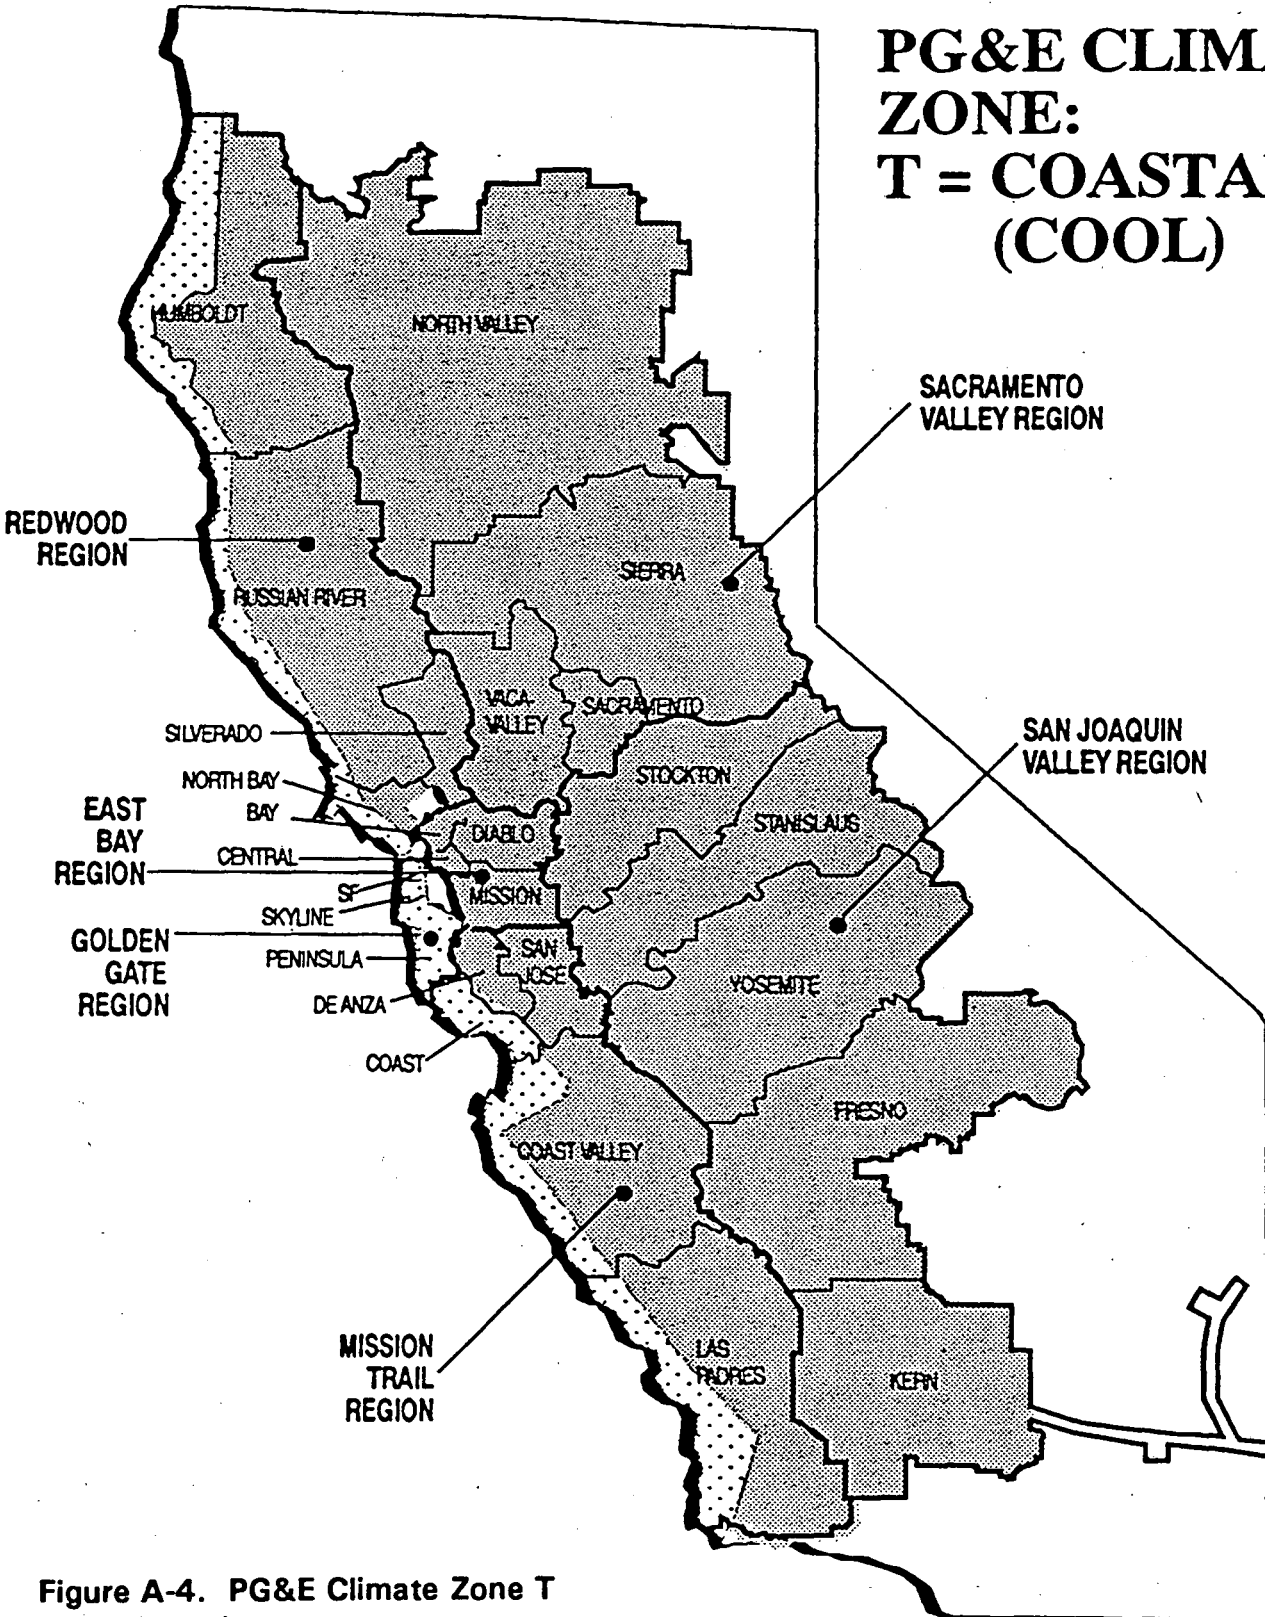 PG&E CLIMA
ZONE:
T = COASTA
(COOL)
HUMBOLDT
NORTH VALLEY
SACRAMENTO
VALLEY REGION
REDWOOD
REGION
SIERRA
RUSSIAN RIVER
VACA-
VALLEY
SACRAMENTO
SILVERADO
SAN JOAQUIN
VALLEY REGION
STOCKTON
NORTH BAY
BAY
EAST
BAY
REGION
DIABLO
STANISLAUS
CENTRAL
SF
MISSION
SKYLINE
GOLDEN
GATE
REGION
PENINSULA
SAN
JOSE
YOSEMITE
DE ANZA
COAST
FRESNO
COAST VALLEY
MISSION
TRAIL
REGION
LAS
PADRES
KERN
Figure A-4. PG&E Climate Zone T